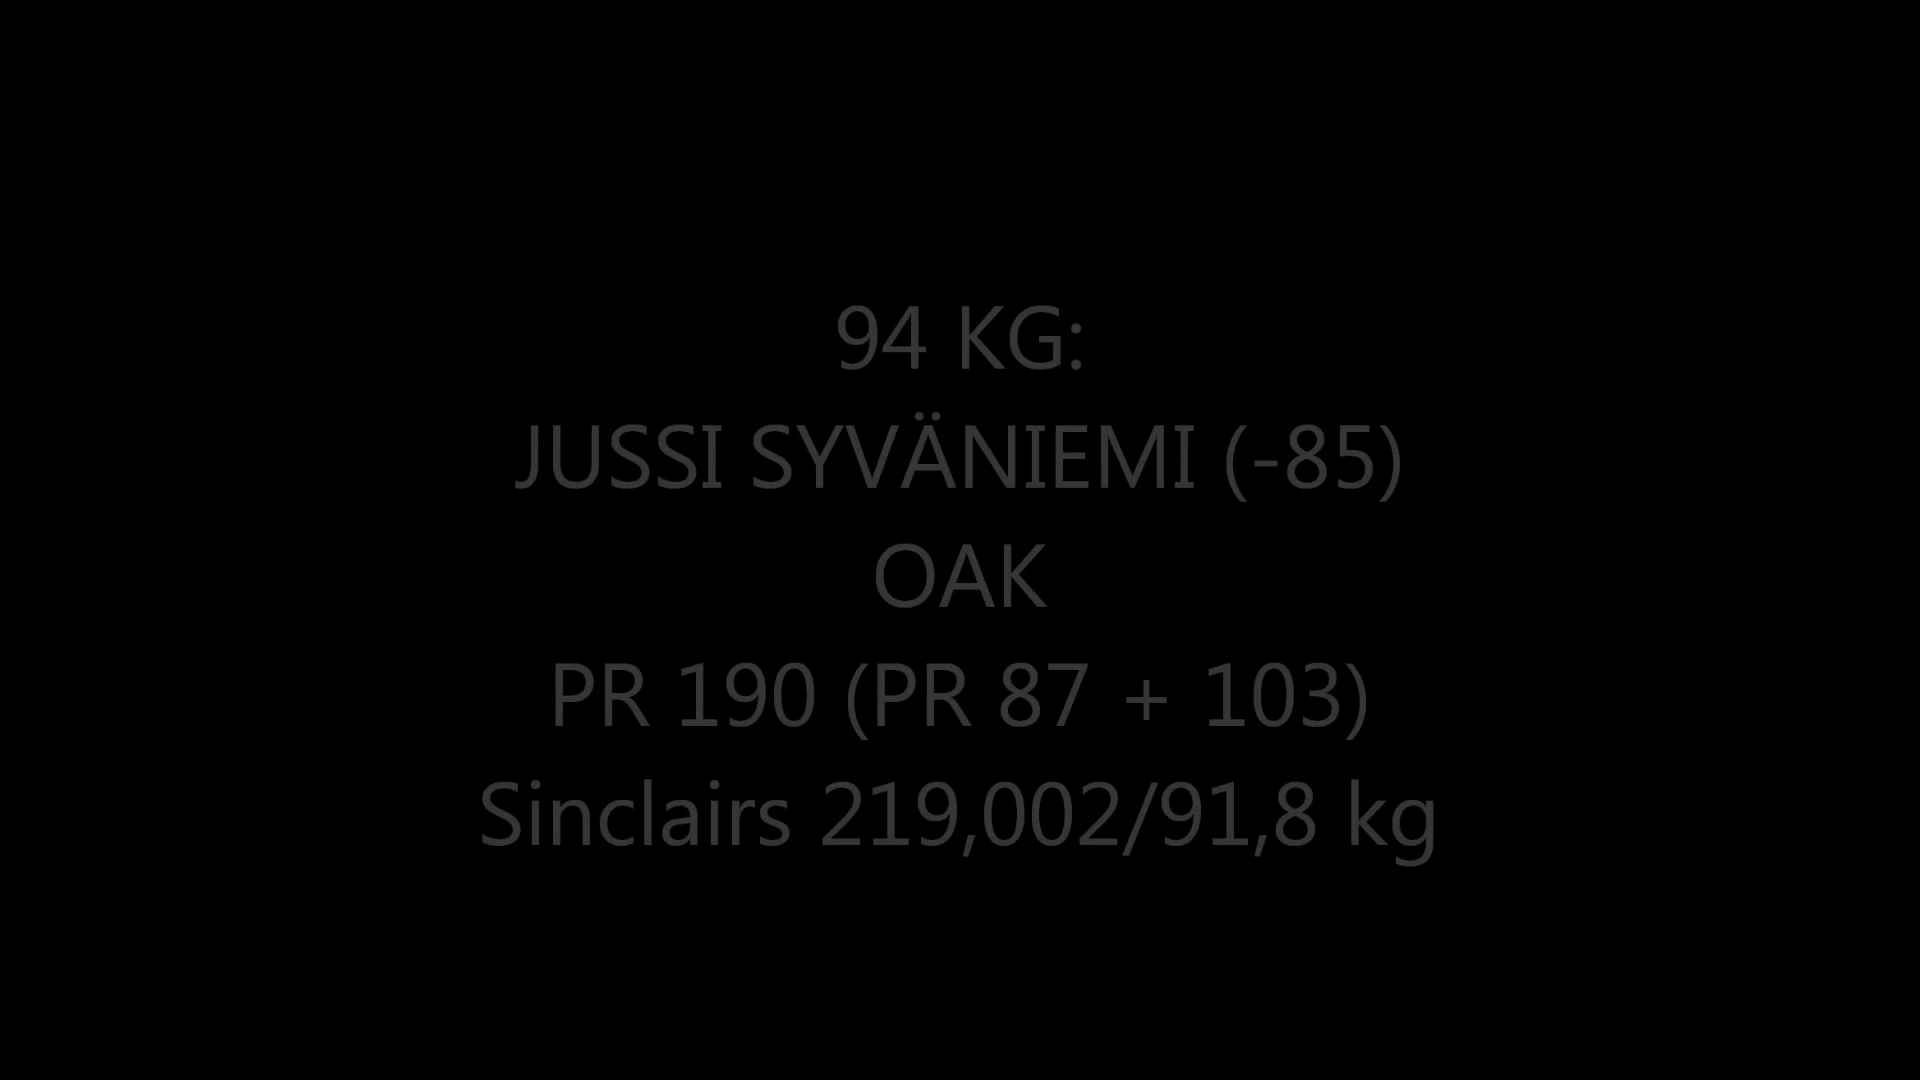 94 KG:
JUSSI SYVÄNIEMI (-85)
OAK
PR 190 (PR 87 + 103)
Sinclairs 219,002/91,8 kg